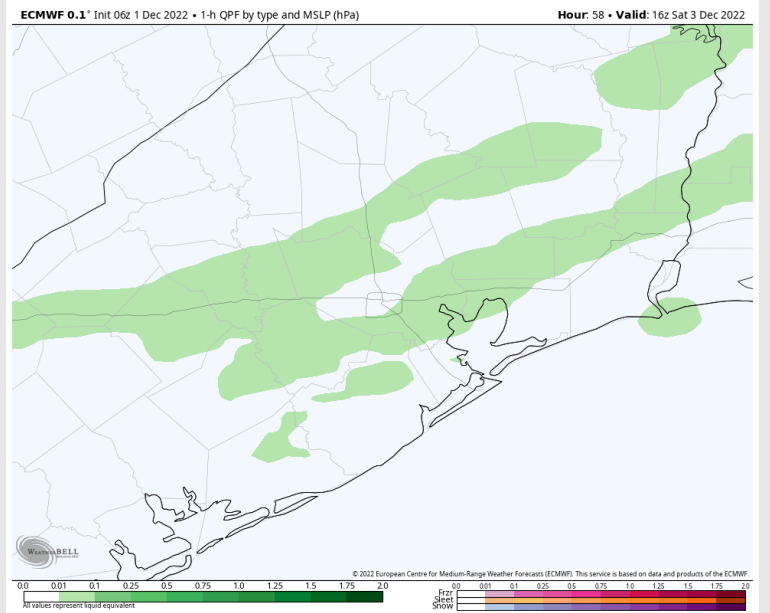 ECMWF 0.1° Init 06z 1 Dec 2022 • 1-h QPF by type and MSLP (hPa) Hour: 58 • Valid: 16z Sat 3 Dec 2022
WEATHERBELL
© 2022 European Centre for Medium-Range Weather Forecasts (ECMWF). This service is based on data and products of the ECMWF.
0.0 0.01 0.1 0.25 0.5 0.75 1.0 1.25 1.5 1.75 2.0
All values represent liquid equivalent
0.0 0.01 0.1 0.25 0.5 0.75 1.0 1.25 1.5 1.75 2.0
Frzr
Sleet
Snow